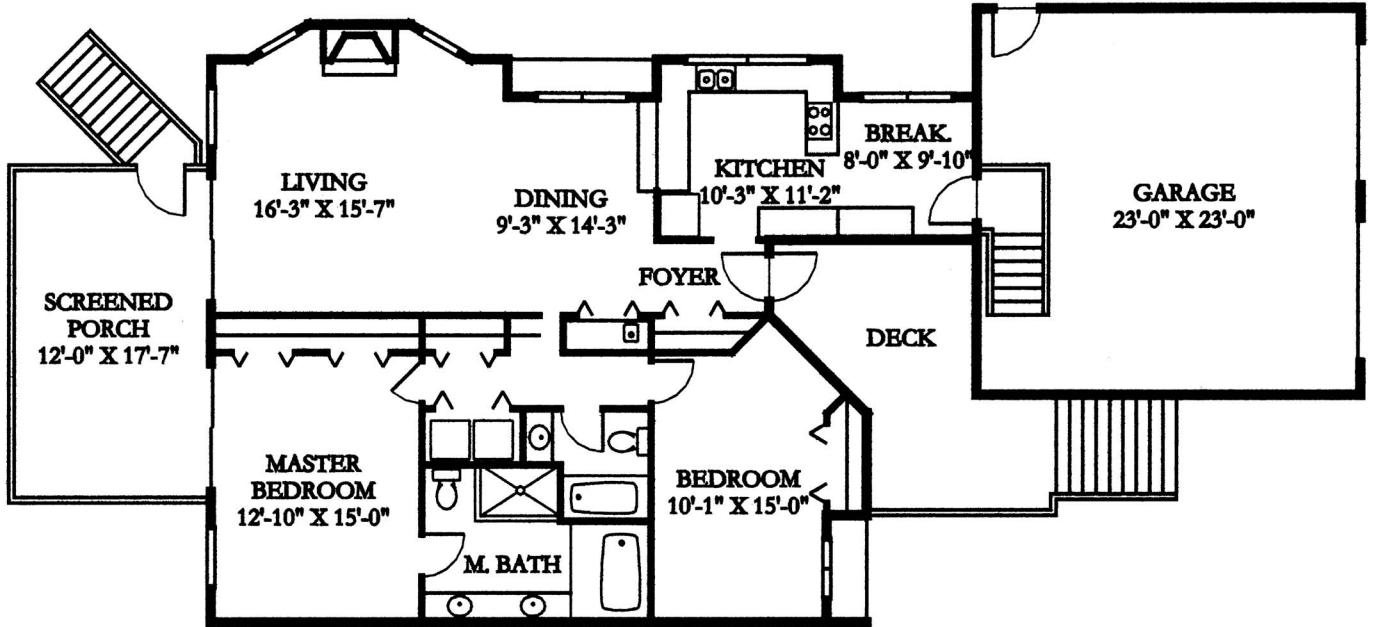 LIVING
16'-3" X 15'-7"
DINING
9'-3" X 14'-3"
KITCHEN
10'-3" X 11'-2"
BREAK.
8'-0" X 9'-10"
GARAGE
23'-0" X 23'-0"
FOYER
SCREENED
PORCH
12'-0" X 17'-7"
DECK
MASTER
BEDROOM
12'-10" X 15'-0"
BEDROOM
10'-1" X 15'-0"
M. BATH